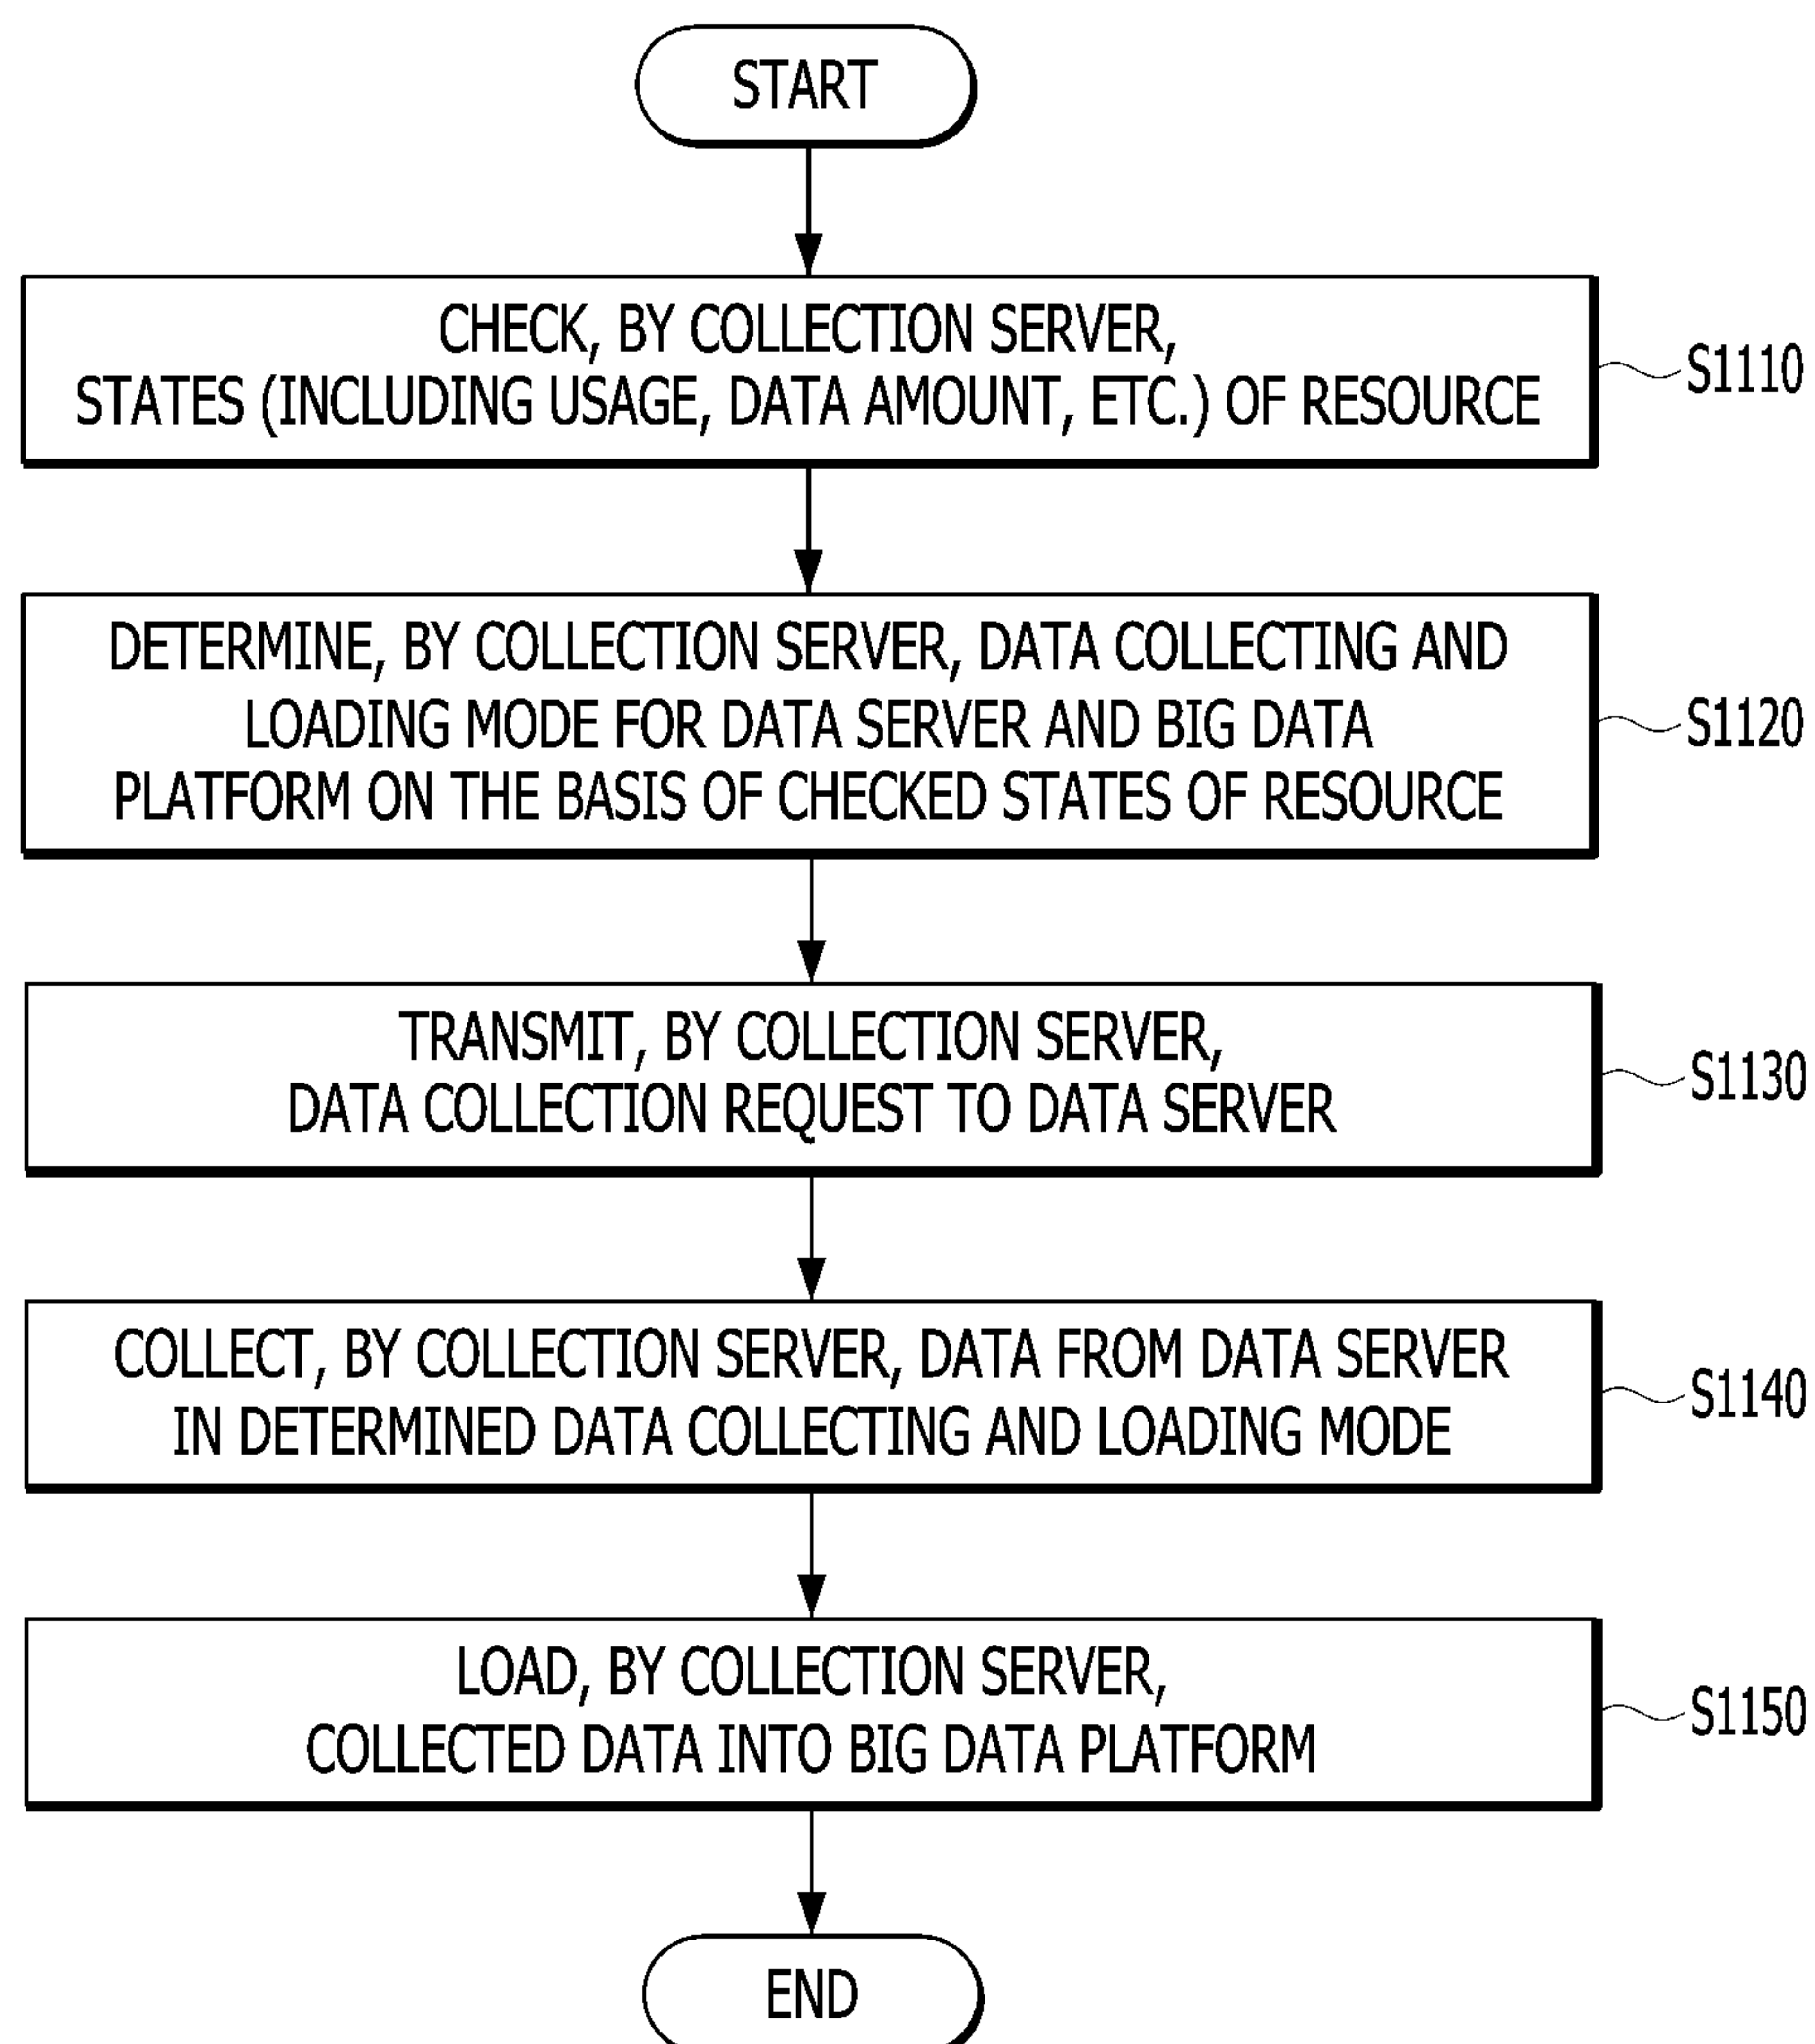 START
CHECK, BY COLLECTION SERVER,
STATES (INCLUDING USAGE, DATA AMOUNT, ETC.) OF RESOURCE
S1110
DETERMINE, BY COLLECTION SERVER, DATA COLLECTING AND
LOADING MODE FOR DATA SERVER AND BIG DATA
PLATFORM ON THE BASIS OF CHECKED STATES OF RESOURCE
S1120
TRANSMIT, BY COLLECTION SERVER,
DATA COLLECTION REQUEST TO DATA SERVER
S1130
COLLECT, BY COLLECTION SERVER, DATA FROM DATA SERVER
IN DETERMINED DATA COLLECTING AND LOADING MODE
S1140
LOAD, BY COLLECTION SERVER,
COLLECTED DATA INTO BIG DATA PLATFORM
S1150
END